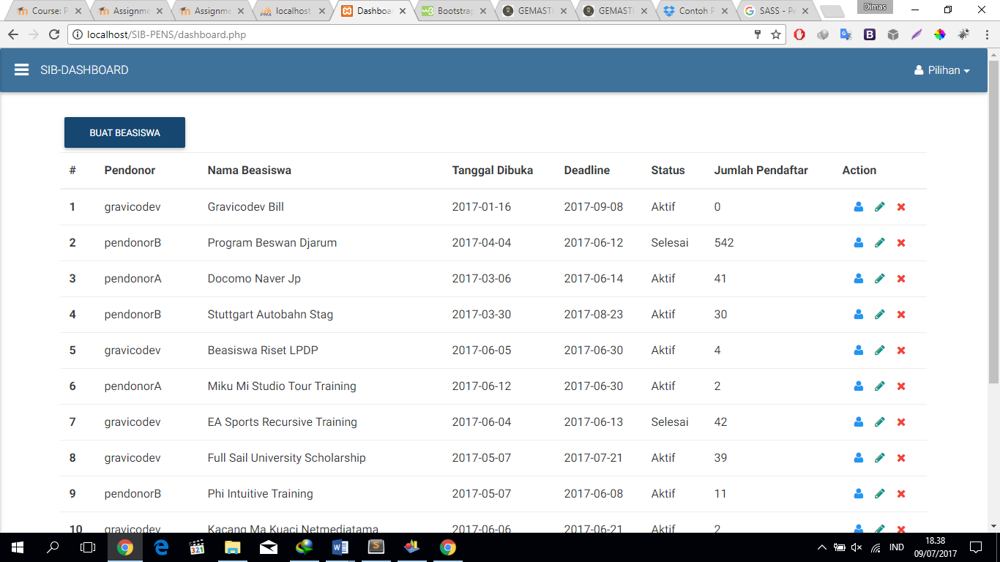 Course: P
Assignme
Assignme
localhost
Dashboar
Bootstrap
GEMASTI
GEMASTI
Contoh P
SASS - Pe
Dimas
localhost/SIB-PENS/dashboard.php
SIB-DASHBOARD
Pilihan
BUAT BEASISWA
# Pendonor Nama Beasiswa Tanggal Dibuka Deadline Status Jumlah Pendaftar Action
1 gravicodev Gravicodev Bill 2017-01-16 2017-09-08 Aktif 0
2 pendonorB Program Beswan Djarum 2017-04-04 2017-06-12 Selesai 542
3 pendonorA Docomo Naver Jp 2017-03-06 2017-06-14 Aktif 41
4 pendonorB Stuttgart Autobahn Stag 2017-03-30 2017-08-23 Aktif 30
5 gravicodev Beasiswa Riset LPDP 2017-06-05 2017-06-30 Aktif 4
6 pendonorA Miku Mi Studio Tour Training 2017-06-12 2017-06-30 Aktif 2
7 gravicodev EA Sports Recursive Training 2017-06-04 2017-06-13 Selesai 42
8 gravicodev Full Sail University Scholarship 2017-05-07 2017-07-21 Aktif 39
9 pendonorB Phi Intuitive Training 2017-05-07 2017-06-08 Aktif 11
10 gravicodev Kacang Ma Kuaci Netmediatama 2017-06-06 2017-06-21 Aktif 2
IND
18.38
09/07/2017